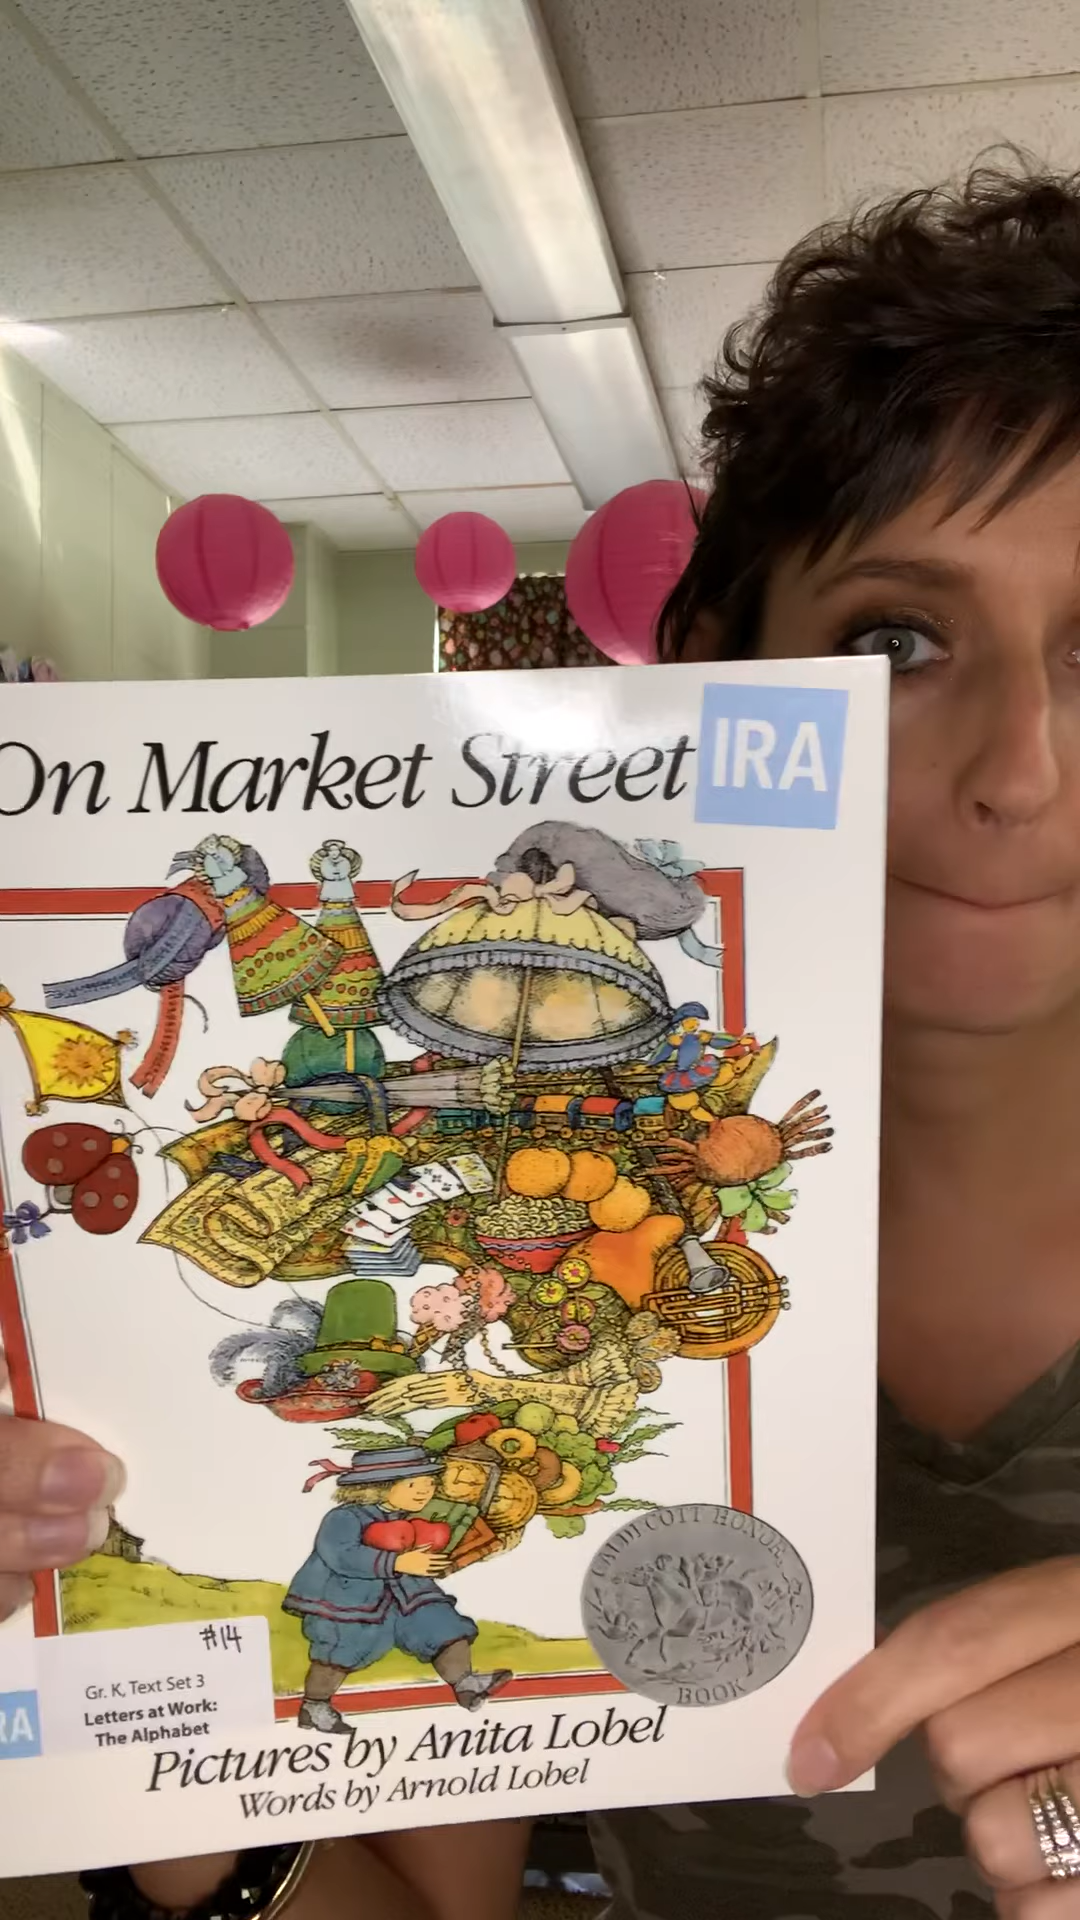 On Market Street
IRA
CALDECOTT HONOR
BOOK
#14
Gr. K, Text Set 3
Letters at Work:
The Alphabet
RA
Pictures by Anita Lobel
Words by Arnold Lobel